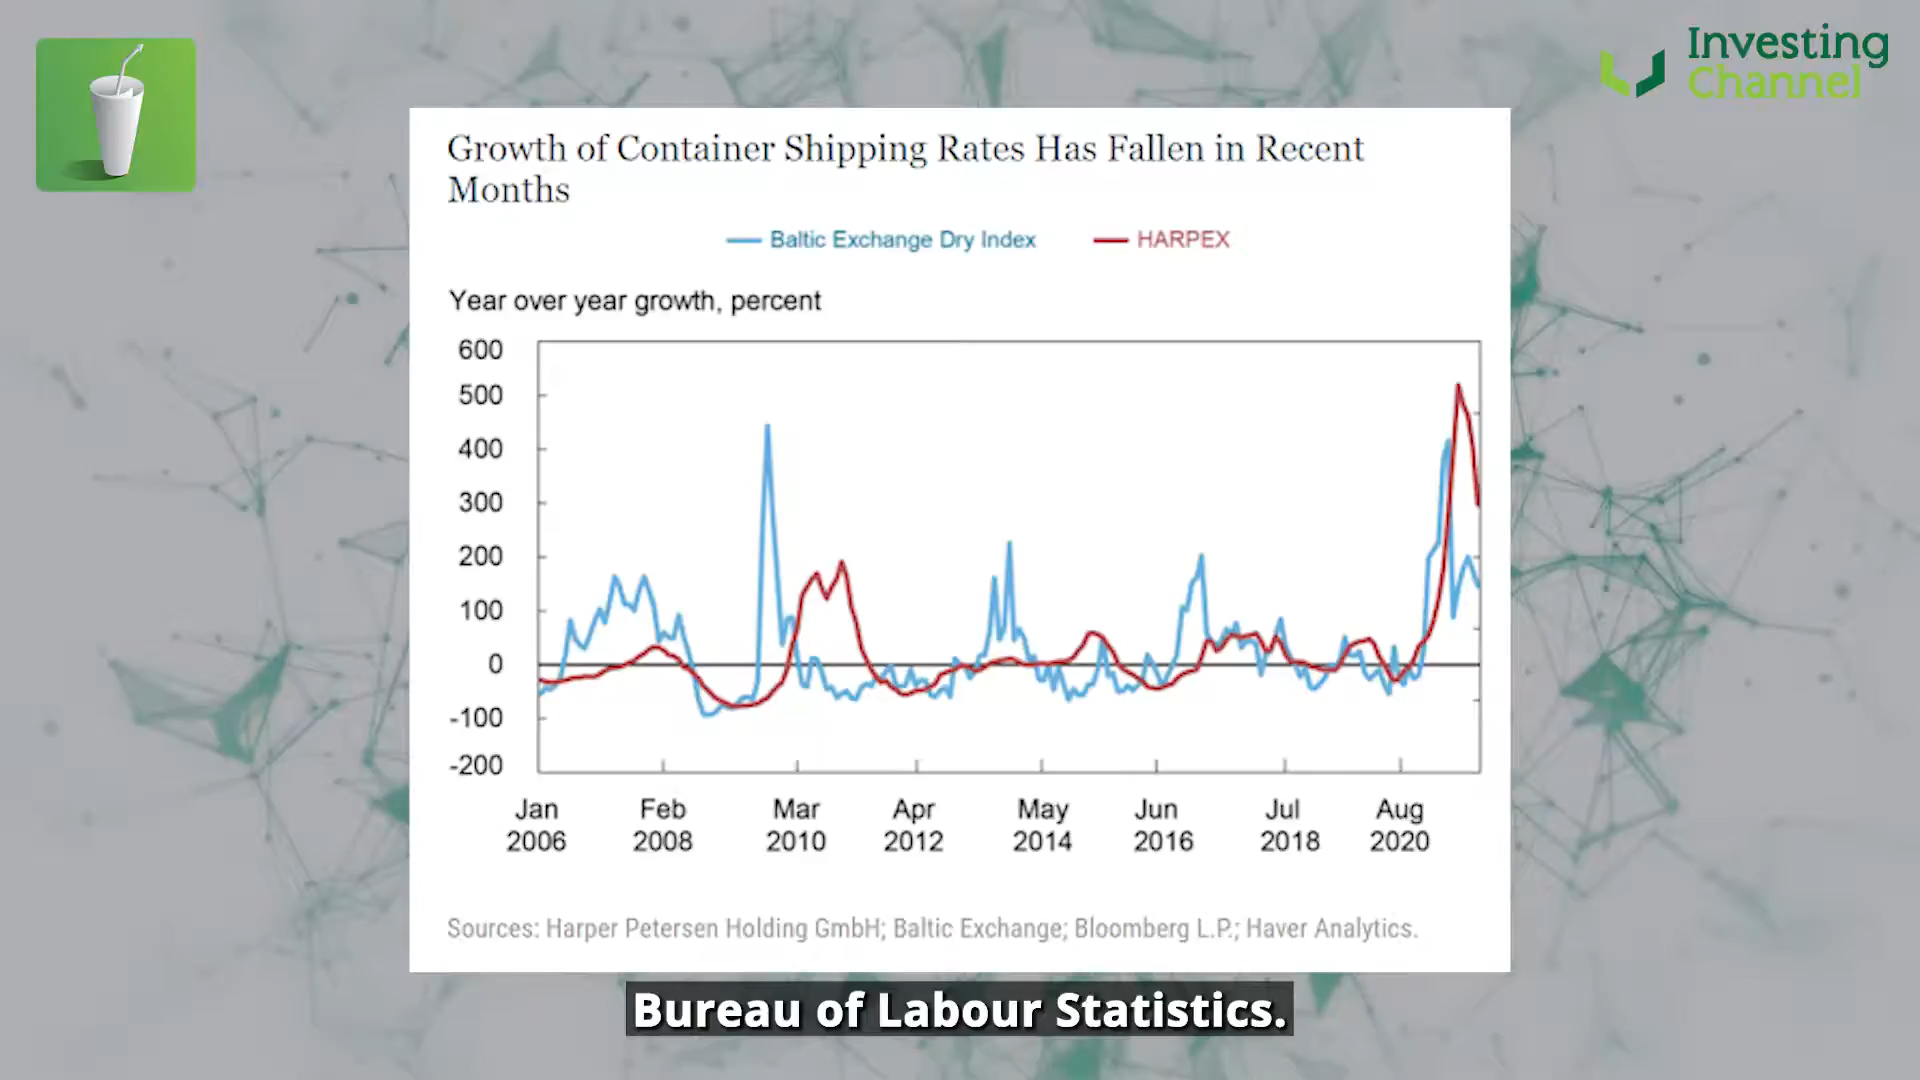 Investing
Channel
Growth of Container Shipping Rates Has Fallen in Recent
Months
Baltic Exchange Dry Index HARPEX
Year over year growth, percent
600
500
400
300
200
100
0
-100
-200
Jan Feb Mar Apr May Jun Jul Aug
2006 2008 2010 2012 2014 2016 2018 2020
Sources: Harper Petersen Holding GmbH; Baltic Exchange; Bloomberg L.P.; Haver Analytics.
Bureau of Labour Statistics.